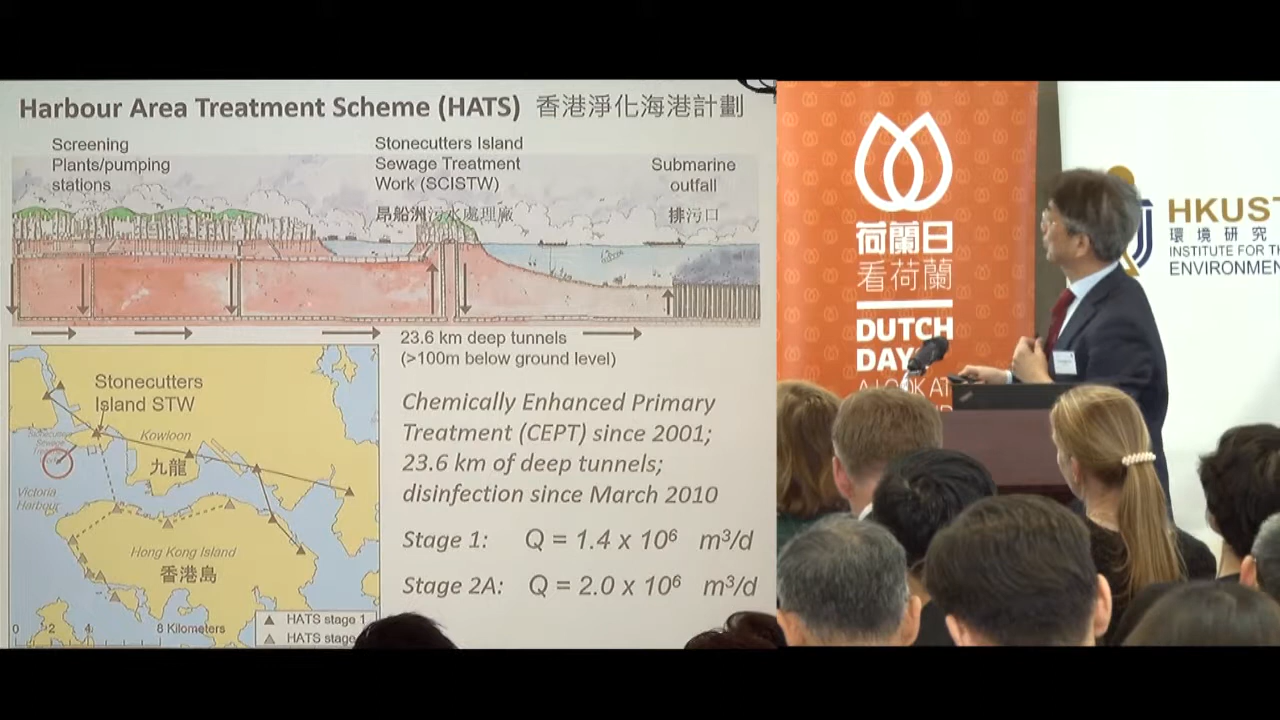 Harbour Area Treatment Scheme (HATS) 香港淨化海港計劃
Screening
Plants/pumping
stations
Stonecutters Island
Sewage Treatment
Work (SCISTW)
昂船洲污水處理廠
Submarine
outfall
排污口
23.6 km deep tunnels
(>100m below ground level)
Stonecutters
Island STW
Kowloon
九龍
Victoria
Harbour
Hong Kong Island
香港島
0 2 4 8 Kilometers
HATS stage 1
HATS stage
Chemically Enhanced Primary
Treatment (CEPT) since 2001;
23.6 km of deep tunnels;
disinfection since March 2010
Stage 1: Q = 1.4 x 10⁶ m³/d
Stage 2A: Q = 2.0 x 10⁶ m³/d
荷蘭日
看荷蘭
DUTCH
DAY
A LOOK AT
HKUST
環境研究
INSTITUTE FOR TH
ENVIRONMEN